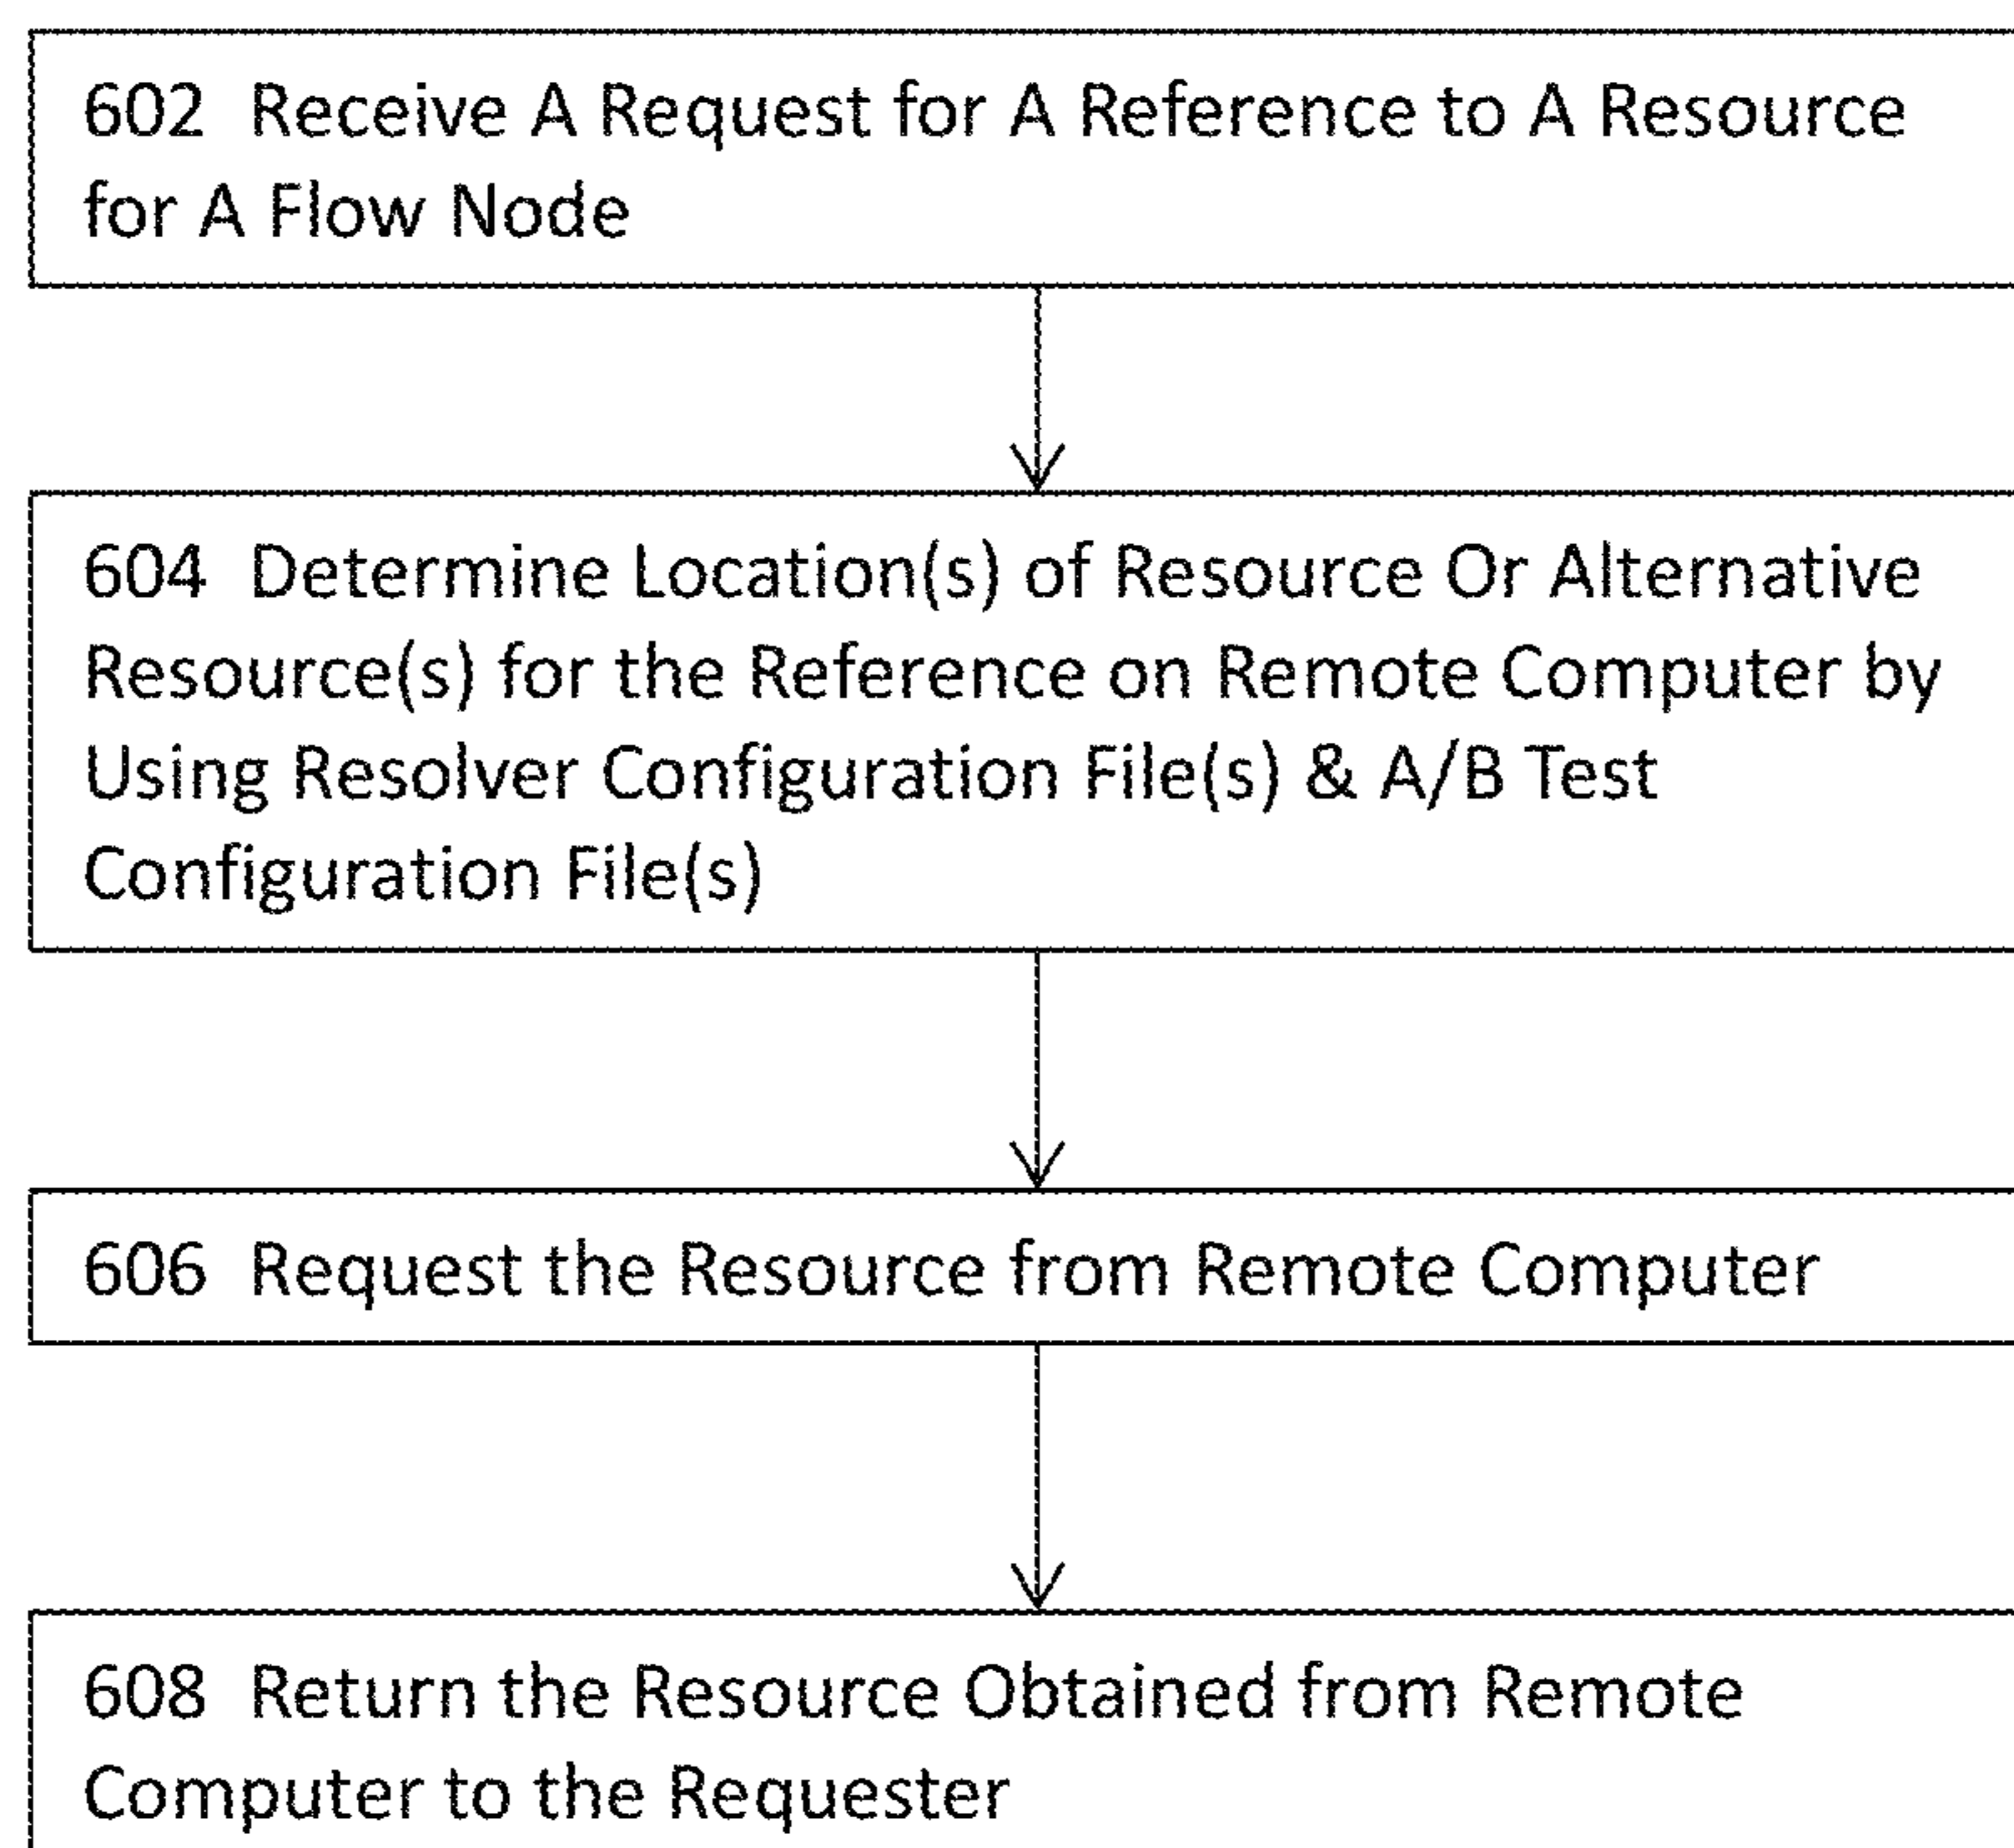 602 Receive A Request for A Reference to A Resource
for A Flow Node
604 Determine Location(s) of Resource Or Alternative
Resource(s) for the Reference on Remote Computer by
Using Resolver Configuration File(s) & A/B Test
Configuration File(s)
606 Request the Resource from Remote Computer
608 Return the Resource Obtained from Remote
Computer to the Requester